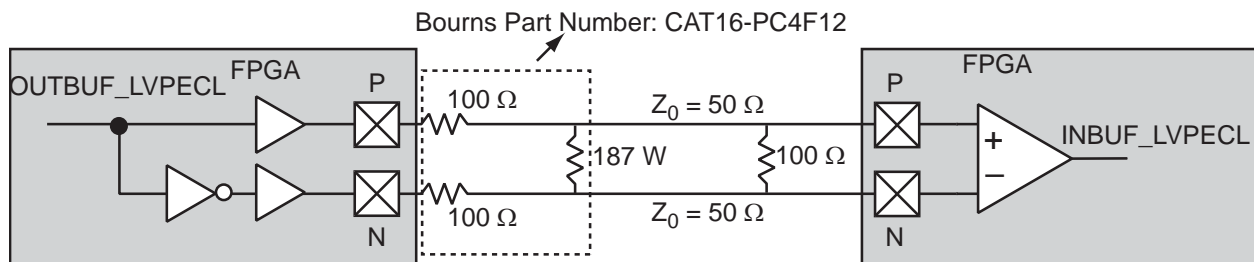 Bourns Part Number: CAT16-PC4F12
OUTBUF_LVPECL
FPGA
P
100 Ω
Z0 = 50 Ω
187 W
100 Ω
FPGA
P
+
–
INBUF_LVPECL
N
100 Ω
Z0 = 50 Ω
N